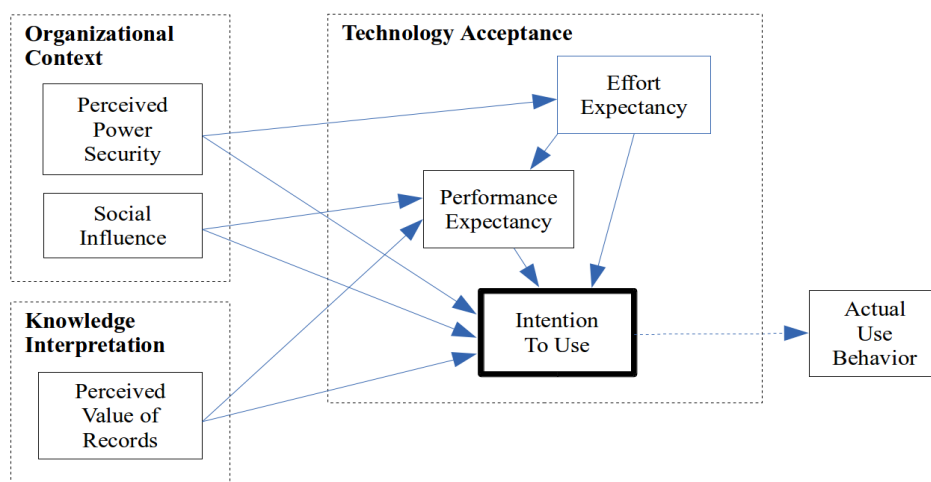 Organizational
Context
Perceived
Power
Security
Social
Influence
Knowledge
Interpretation
Perceived
Value of
Records
Technology Acceptance
Effort
Expectancy
Performance
Expectancy
Intention
To Use
Actual
Use
Behavior